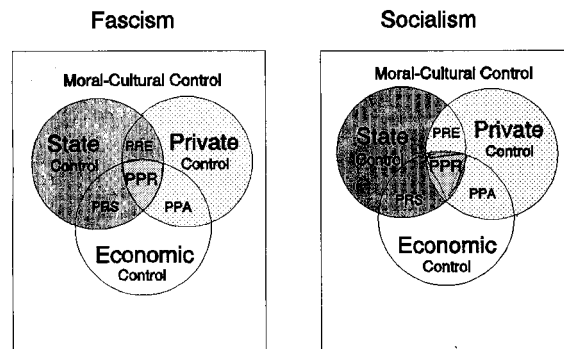 Fascism
Moral-Cultural Control
State
Control
PRE
Private
Control
PPR
PRS
PPA
Economic
Control
Socialism
Moral-Cultural Control
State
Control
PRE
Private
Control
PPR
PRS
PPA
Economic
Control